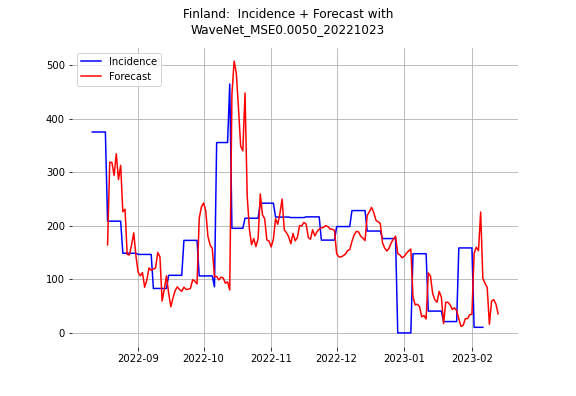 Finland:  Incidence + Forecast with
WaveNet_MSE0.0050_20221023
Incidence
Forecast
500
400
300
200
100
0
2022-09 2022-10 2022-11 2022-12 2023-01 2023-02